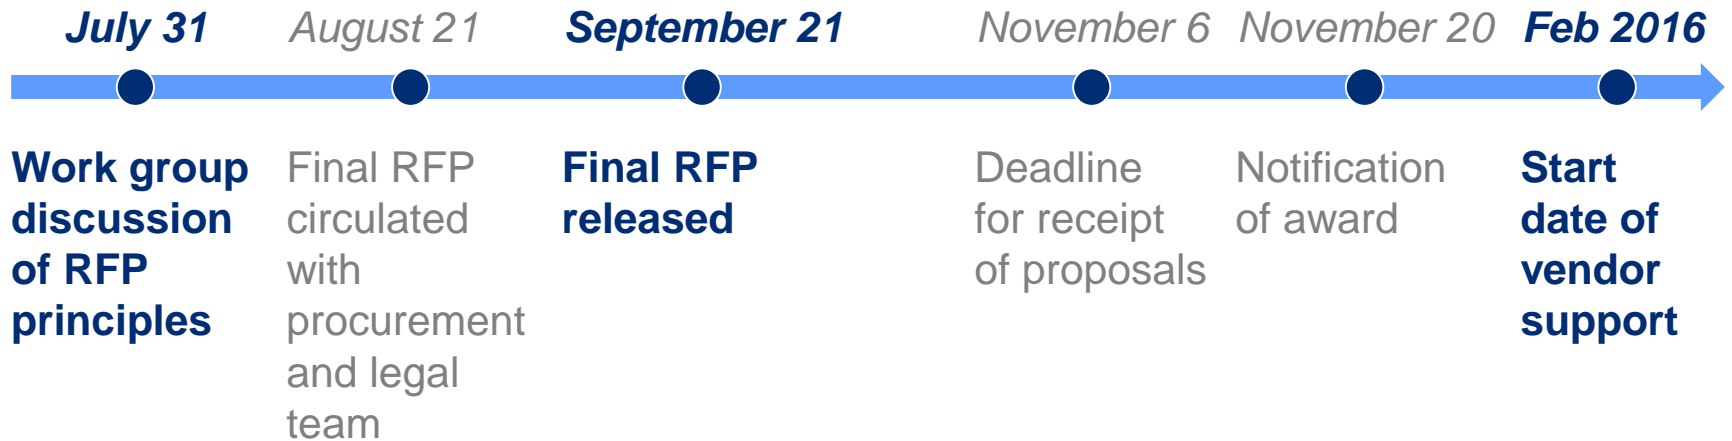 July 31
August 21
September 21
November 6
November 20
Feb 2016
Work group
discussion
of RFP
principles
Final RFP
circulated
with
procurement
and legal
team
Final RFP
released
Deadline
for receipt
of proposals
Notification
of award
Start
date of
vendor
support